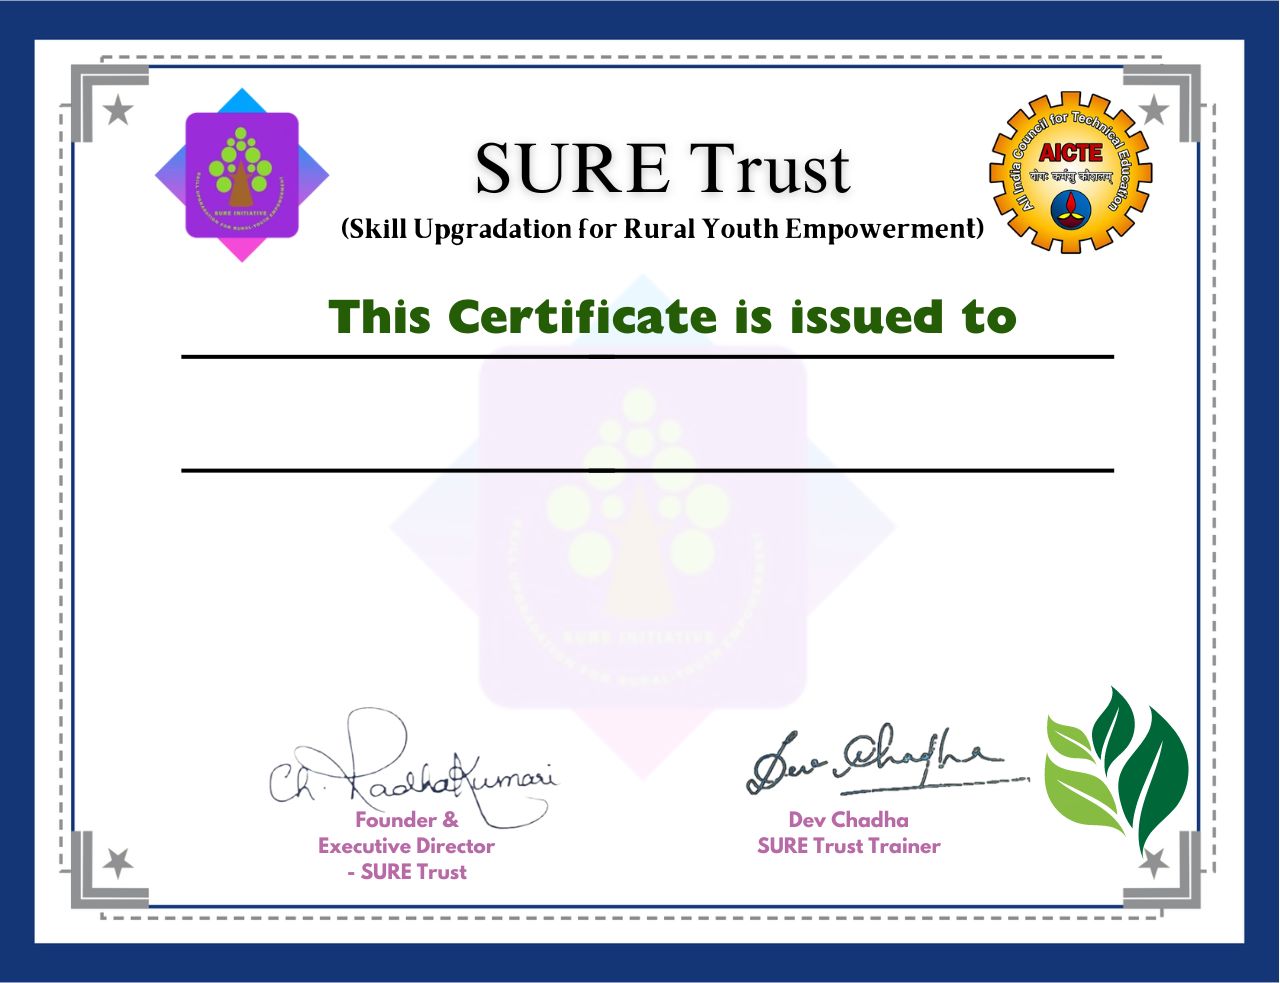 SURE Trust
(Skill Upgradation for Rural Youth Empowerment)
SKILL UPGRADATION FOR RURAL YOUTH EMPOWERMENT
SURE INITIATIVE
All India Council for Technical Education
AICTE
योगः कर्मसु कौशलम्
This Certificate is issued to
SURE INITIATIVE
SKILL UPGRADATION FOR RURAL YOUTH EMPOWERMENT
Ch. RadhaKumari
Founder &
Executive Director
- SURE Trust
Dev Chadha
Dev Chadha
SURE Trust Trainer